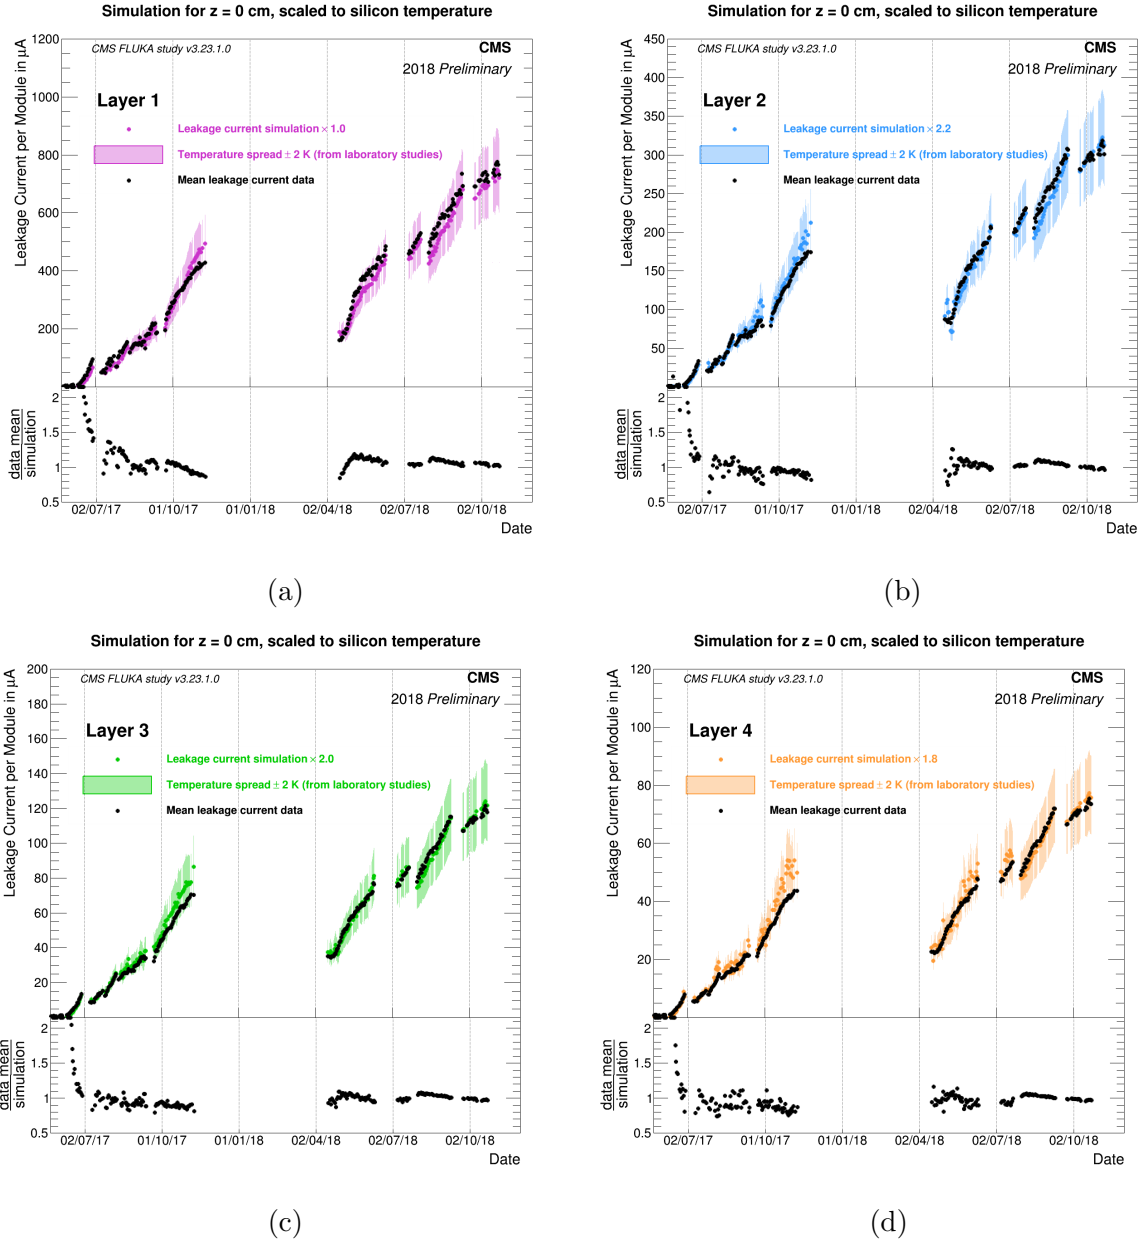 Simulation for z = 0 cm, scaled to silicon temperature
Leakage Current per Module in μA
1200
1000
800
600
400
200
CMS FLUKA study v3.23.1.0
CMS
2018 Preliminary
Layer 1
Leakage current simulation × 1.0
Temperature spread ± 2 K (from laboratory studies)
Mean leakage current data
data mean
simulation
2
1.5
1
0.5
02/07/17 01/10/17 01/01/18 02/04/18 02/07/18 02/10/18
Date
(a)
Simulation for z = 0 cm, scaled to silicon temperature
Leakage Current per Module in μA
450
400
350
300
250
200
150
100
50
CMS FLUKA study v3.23.1.0
CMS
2018 Preliminary
Layer 2
Leakage current simulation × 2.2
Temperature spread ± 2 K (from laboratory studies)
Mean leakage current data
data mean
simulation
2
1.5
1
0.5
02/07/17 01/10/17 01/01/18 02/04/18 02/07/18 02/10/18
Date
(b)
Simulation for z = 0 cm, scaled to silicon temperature
Leakage Current per Module in μA
200
180
160
140
120
100
80
60
40
20
CMS FLUKA study v3.23.1.0
CMS
2018 Preliminary
Layer 3
Leakage current simulation × 2.0
Temperature spread ± 2 K (from laboratory studies)
Mean leakage current data
data mean
simulation
2
1.5
1
0.5
02/07/17 01/10/17 01/01/18 02/04/18 02/07/18 02/10/18
Date
(c)
Simulation for z = 0 cm, scaled to silicon temperature
Leakage Current per Module in μA
120
100
80
60
40
20
CMS FLUKA study v3.23.1.0
CMS
2018 Preliminary
Layer 4
Leakage current simulation × 1.8
Temperature spread ± 2 K (from laboratory studies)
Mean leakage current data
data mean
simulation
2
1.5
1
0.5
02/07/17 01/10/17 01/01/18 02/04/18 02/07/18 02/10/18
Date
(d)